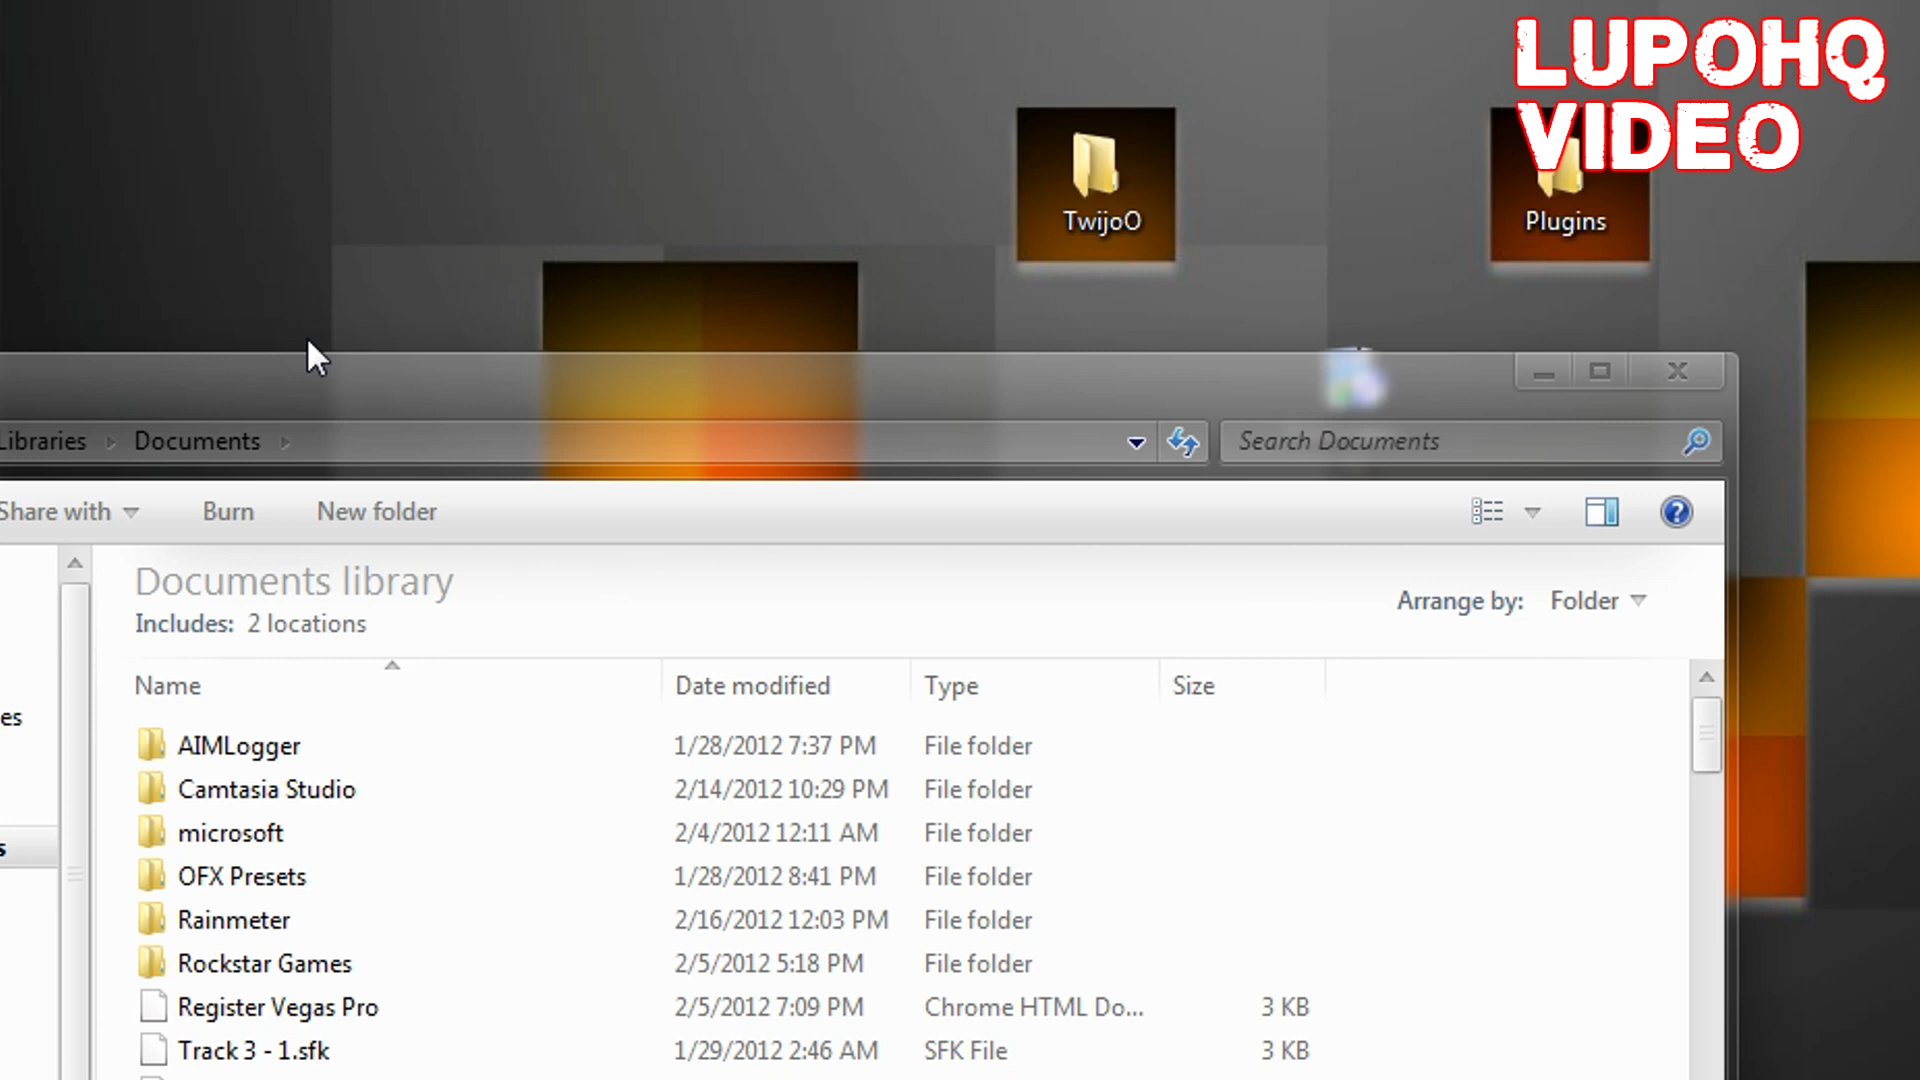 LUPOHQ
VIDEO
TwijoO
Plugins
Libraries
Documents
Search Documents
Share with
Burn
New folder
Documents library
Includes: 2 locations
Arrange by: Folder
Name Date modified Type Size
es
AIMLogger 1/28/2012 7:37 PM File folder
Camtasia Studio 2/14/2012 10:29 PM File folder
microsoft 2/4/2012 12:11 AM File folder
s
OFX Presets 1/28/2012 8:41 PM File folder
Rainmeter 2/16/2012 12:03 PM File folder
Rockstar Games 2/5/2012 5:18 PM File folder
Register Vegas Pro 2/5/2012 7:09 PM Chrome HTML Do... 3 KB
Track 3 - 1.sfk 1/29/2012 2:46 AM SFK File 3 KB